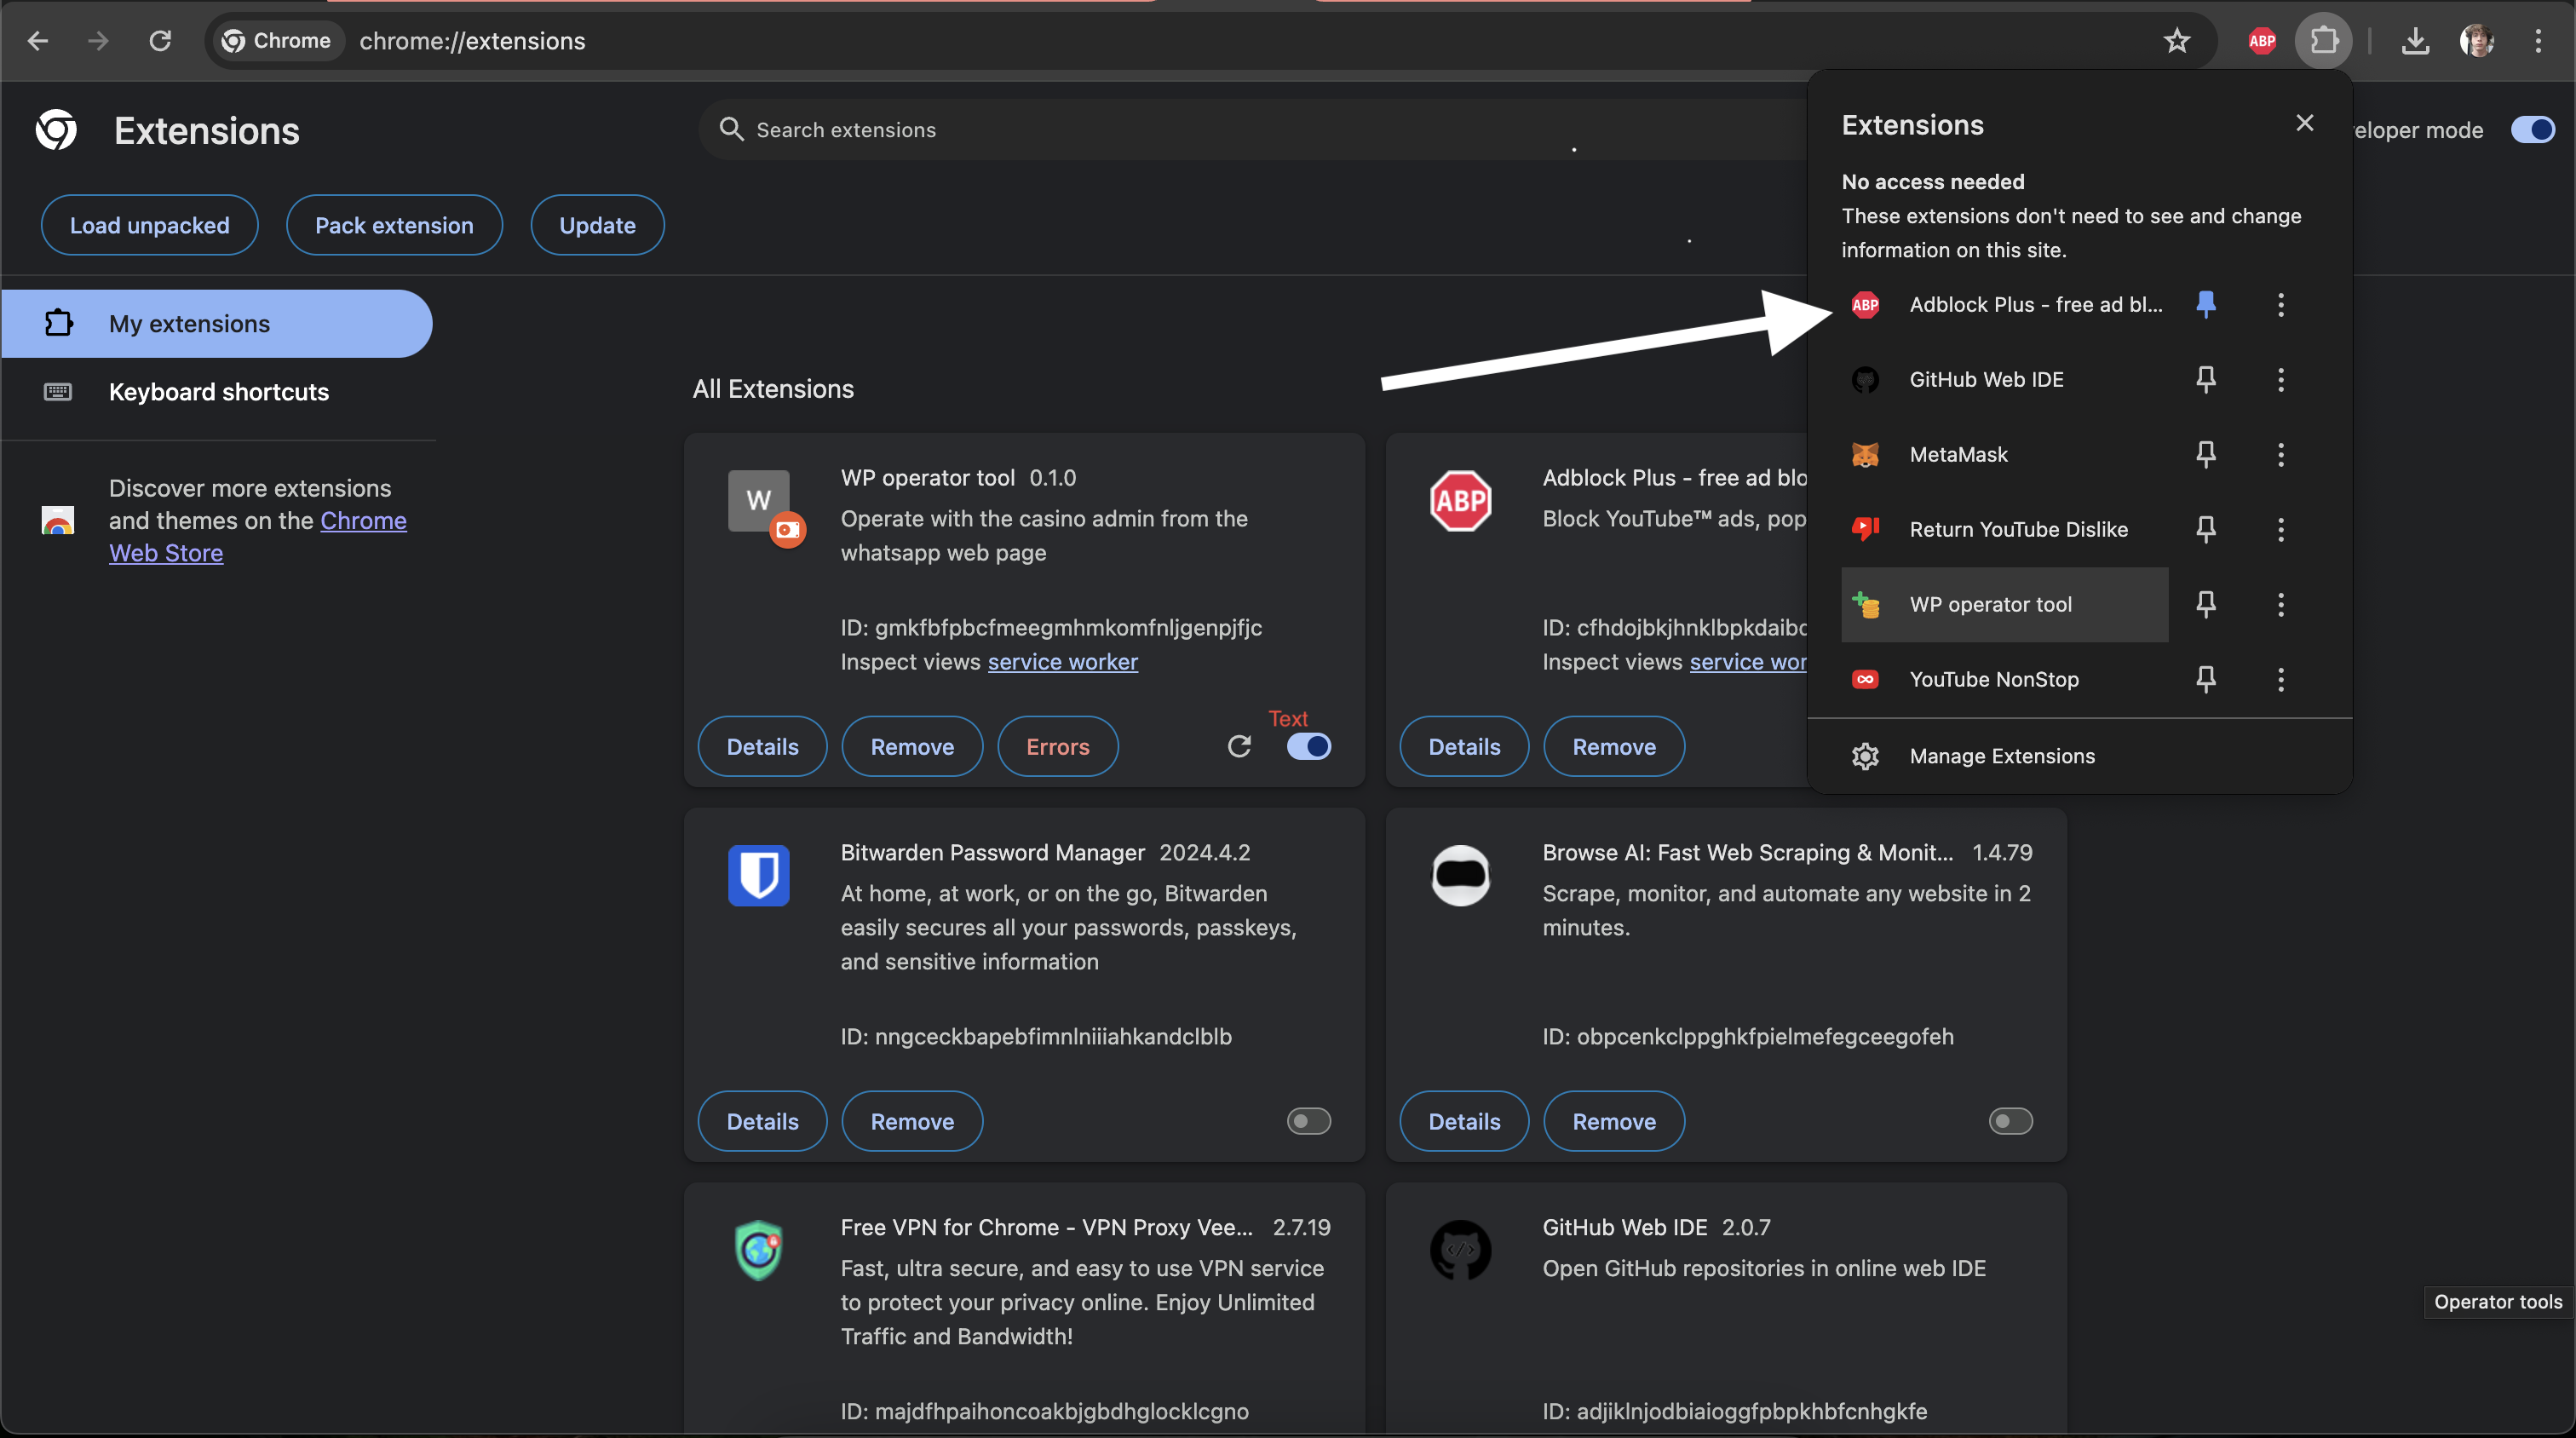 Chrome
chrome://extensions
ABP
Extensions
Search extensions
eloper mode
Load unpacked
Pack extension
Update
My extensions
Keyboard shortcuts
Discover more extensions
and themes on the Chrome
Web Store
All Extensions
W
WP operator tool 0.1.0
Operate with the casino admin from the
whatsapp web page
ID: gmkfbfpbcfmeegmhmkomfnljgenpjfjc
Inspect views service worker
Details
Remove
Errors
Text
ABP
Adblock Plus - free ad blo
Block YouTube™ ads, pop
ID: cfhdojbkjhnklbpkdaibd
Inspect views service wor
Details
Remove
Bitwarden Password Manager 2024.4.2
At home, at work, or on the go, Bitwarden
easily secures all your passwords, passkeys,
and sensitive information
ID: nngceckbapebfimnlniiiahkandclblb
Details
Remove
Browse AI: Fast Web Scraping & Monit... 1.4.79
Scrape, monitor, and automate any website in 2
minutes.
ID: obpcenkclppghkfpielmefegceegofeh
Details
Remove
Free VPN for Chrome - VPN Proxy Vee... 2.7.19
Fast, ultra secure, and easy to use VPN service
to protect your privacy online. Enjoy Unlimited
Traffic and Bandwidth!
ID: majdfhpaihoncoakbjgbdhglocklcgno
GitHub Web IDE 2.0.7
Open GitHub repositories in online web IDE
ID: adjiklnjodbiaioggfpbpkhbfcnhgkfe
Extensions
No access needed
These extensions don't need to see and change
information on this site.
ABP
Adblock Plus - free ad bl...
GitHub Web IDE
MetaMask
Return YouTube Dislike
WP operator tool
YouTube NonStop
Manage Extensions
Operator tools